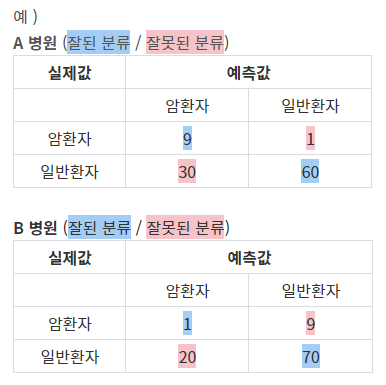 예 )
A 병원 (잘된 분류 / 잘못된 분류)
실제값 예측값
암환자 일반환자
암환자 9 1
일반환자 30 60
B 병원 (잘된 분류 / 잘못된 분류)
실제값 예측값
암환자 일반환자
암환자 1 9
일반환자 20 70